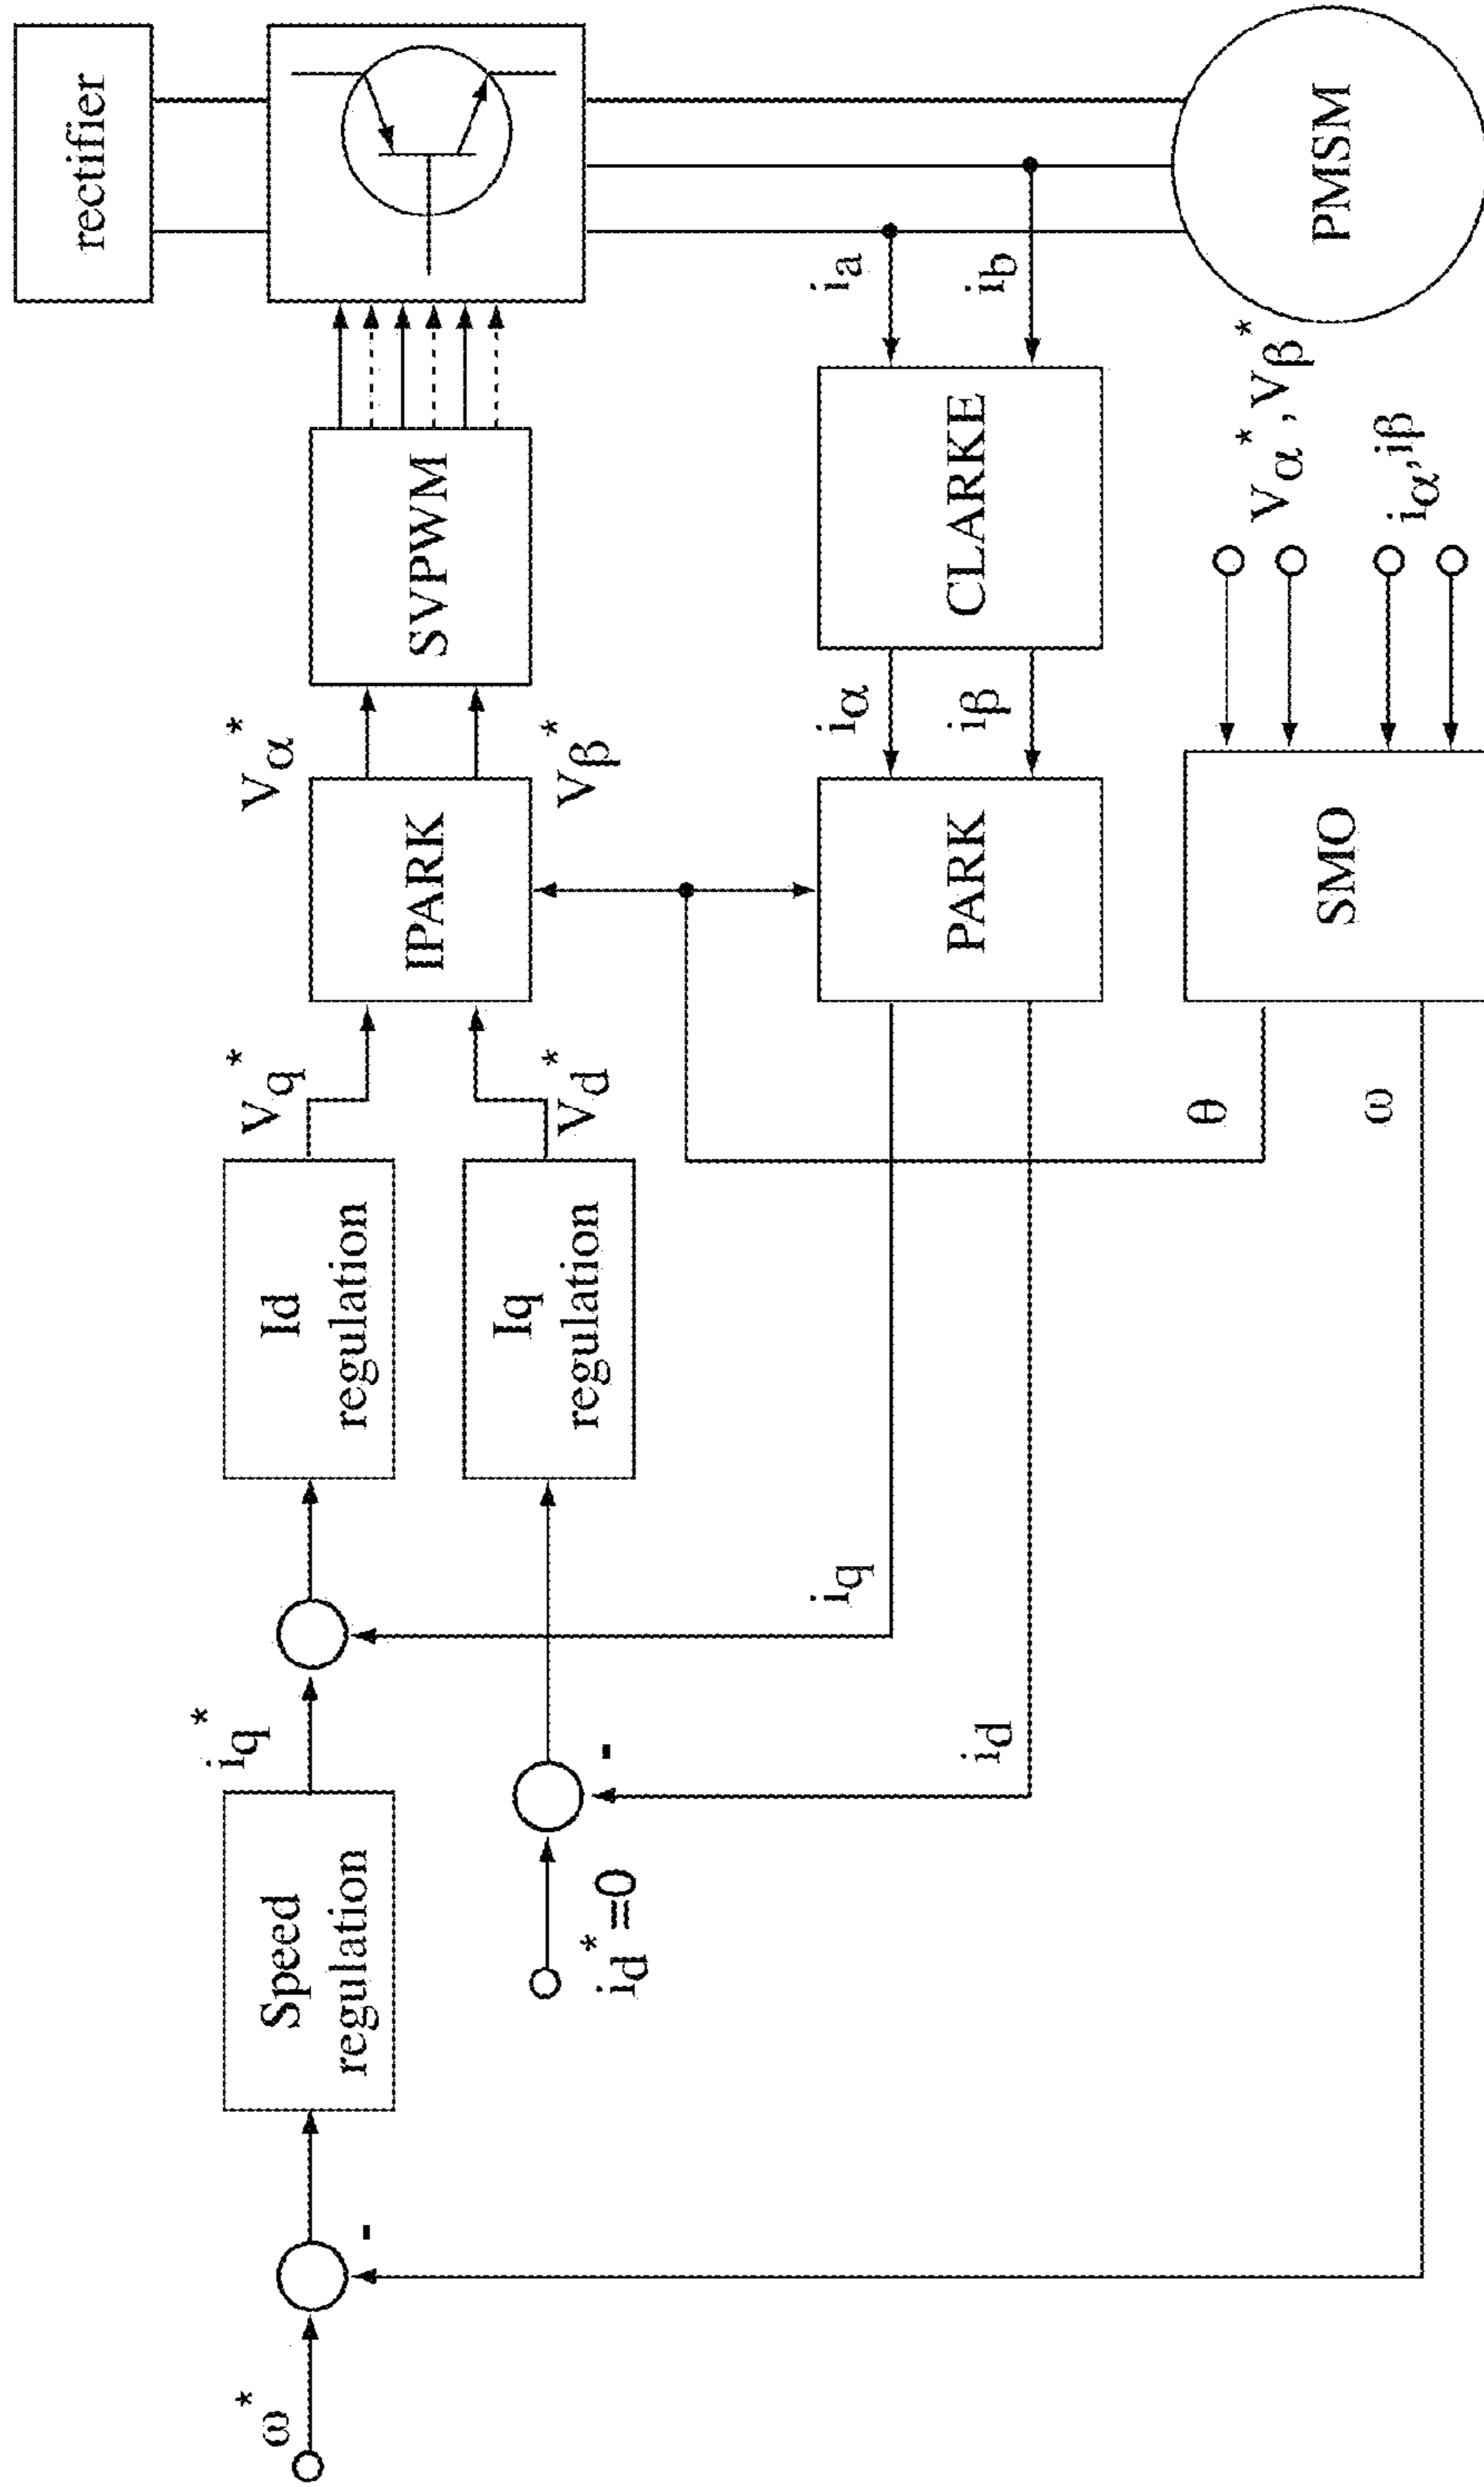 rectifier
ω*
-
Speed
regulation
iq*
Id
regulation
Vq*
IPARK
Vα*
SVPWM
id*=0
-
Iq
regulation
Vd*
Vβ*
iq
id
PARK
iα
iβ
CLARKE
ia
ib
θ
ω
SMO
Vα*, Vβ*
iα, iβ
PMSM